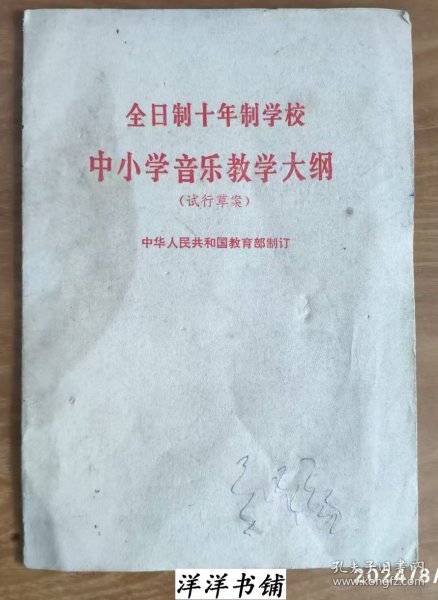 全日制十年制学校
中小学音乐教学大纲
（试行草案）
中华人民共和国教育部制订
孔夫子旧书网
2024/8/
www.kongfz.com
洋洋书铺